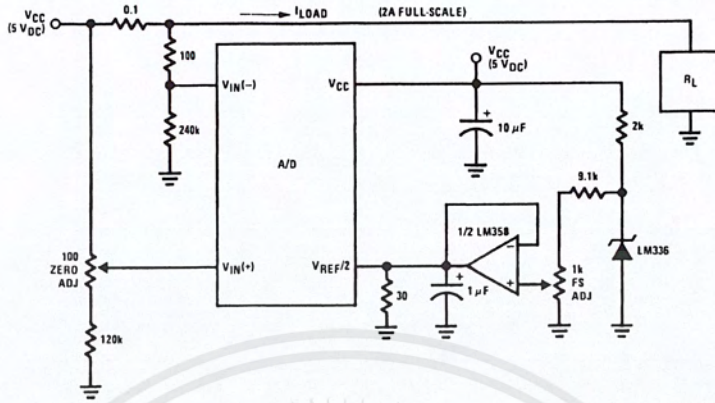 VCC
(5 VDC)
0.1
ILOAD
(2A FULL-SCALE)
100
VIN(−)
240k
A/D
VCC
VCC
(5 VDC)
10 µF
RL
2k
9.1k
1/2 LM358
LM336
100
ZERO
ADJ
VIN(+)
VREF/2
30
1 µF
1k
FS
ADJ
120k
−
+
+
+